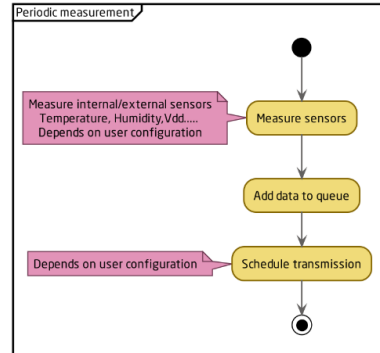 Periodic measurement
Measure internal/external sensors
Temperature, Humidity,Vdd.....
Depends on user configuration
Measure sensors
Add data to queue
Depends on user configuration
Schedule transmission